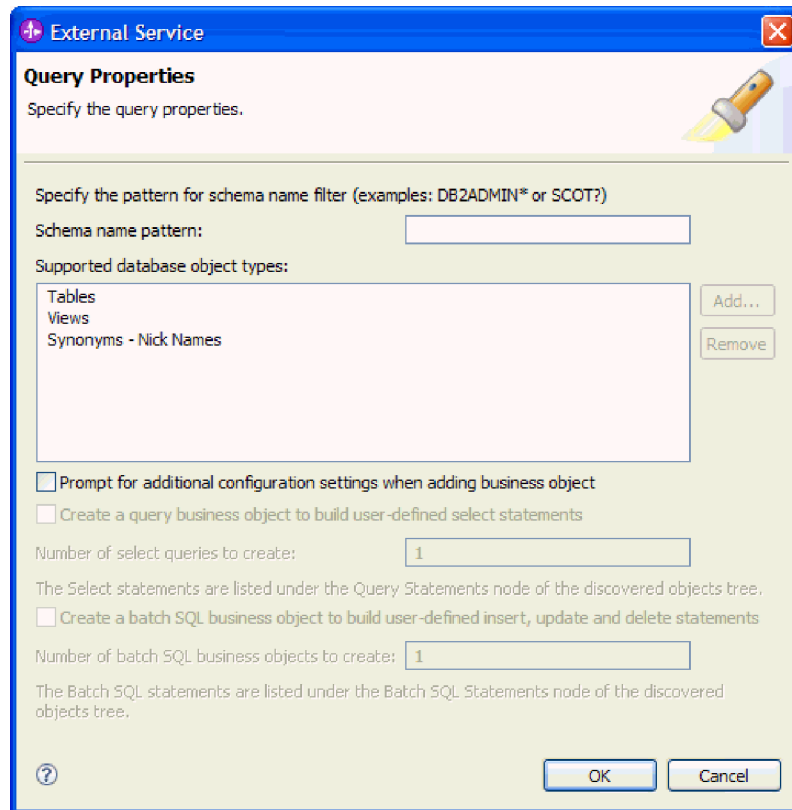 External Service
Query Properties
Specify the query properties.
Specify the pattern for schema name filter (examples: DB2ADMIN* or SCOT?)
Schema name pattern:
Supported database object types:
Tables
Views
Synonyms - Nick Names
Add...
Remove
Prompt for additional configuration settings when adding business object
Create a query business object to build user-defined select statements
Number of select queries to create: 1
The Select statements are listed under the Query Statements node of the discovered objects tree.
Create a batch SQL business object to build user-defined insert, update and delete statements
Number of batch SQL business objects to create: 1
The Batch SQL statements are listed under the Batch SQL Statements node of the discovered
objects tree.
?
OK Cancel